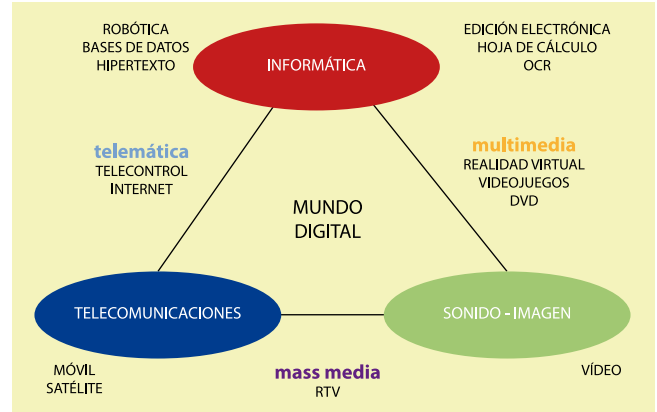 ROBÓTICA
BASES DE DATOS
HIPERTEXTO
INFORMÁTICA
EDICIÓN ELECTRÓNICA
HOJA DE CÁLCULO
OCR
telemática
TELECONTROL
INTERNET
multimedia
REALIDAD VIRTUAL
VIDEOJUEGOS
DVD
MUNDO
DIGITAL
TELECOMUNICACIONES
SONIDO - IMAGEN
MÓVIL
SATÉLITE
mass media
RTV
VÍDEO